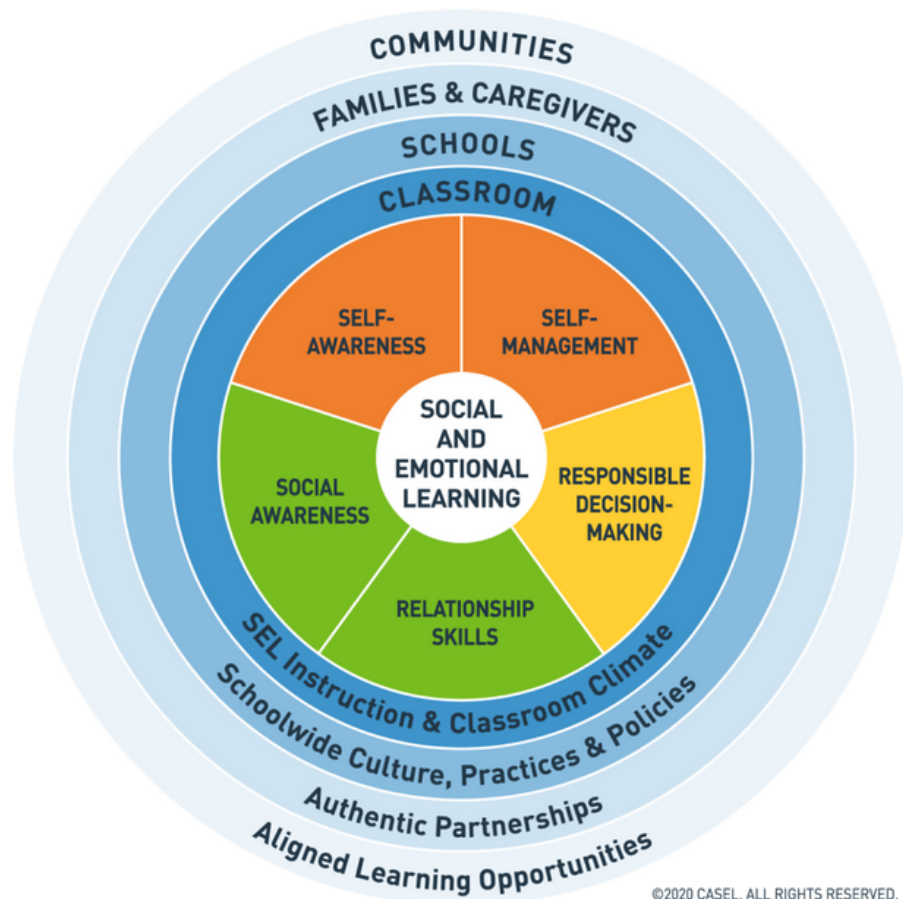 COMMUNITIES
FAMILIES & CAREGIVERS
SCHOOLS
CLASSROOM
SELF-
AWARENESS
SELF-
MANAGEMENT
SOCIAL
AND
EMOTIONAL
LEARNING
SOCIAL
AWARENESS
RESPONSIBLE
DECISION-
MAKING
RELATIONSHIP
SKILLS
SEL Instruction & Classroom Climate
Schoolwide Culture, Practices & Policies
Authentic Partnerships
Aligned Learning Opportunities
©2020 CASEL. ALL RIGHTS RESERVED.